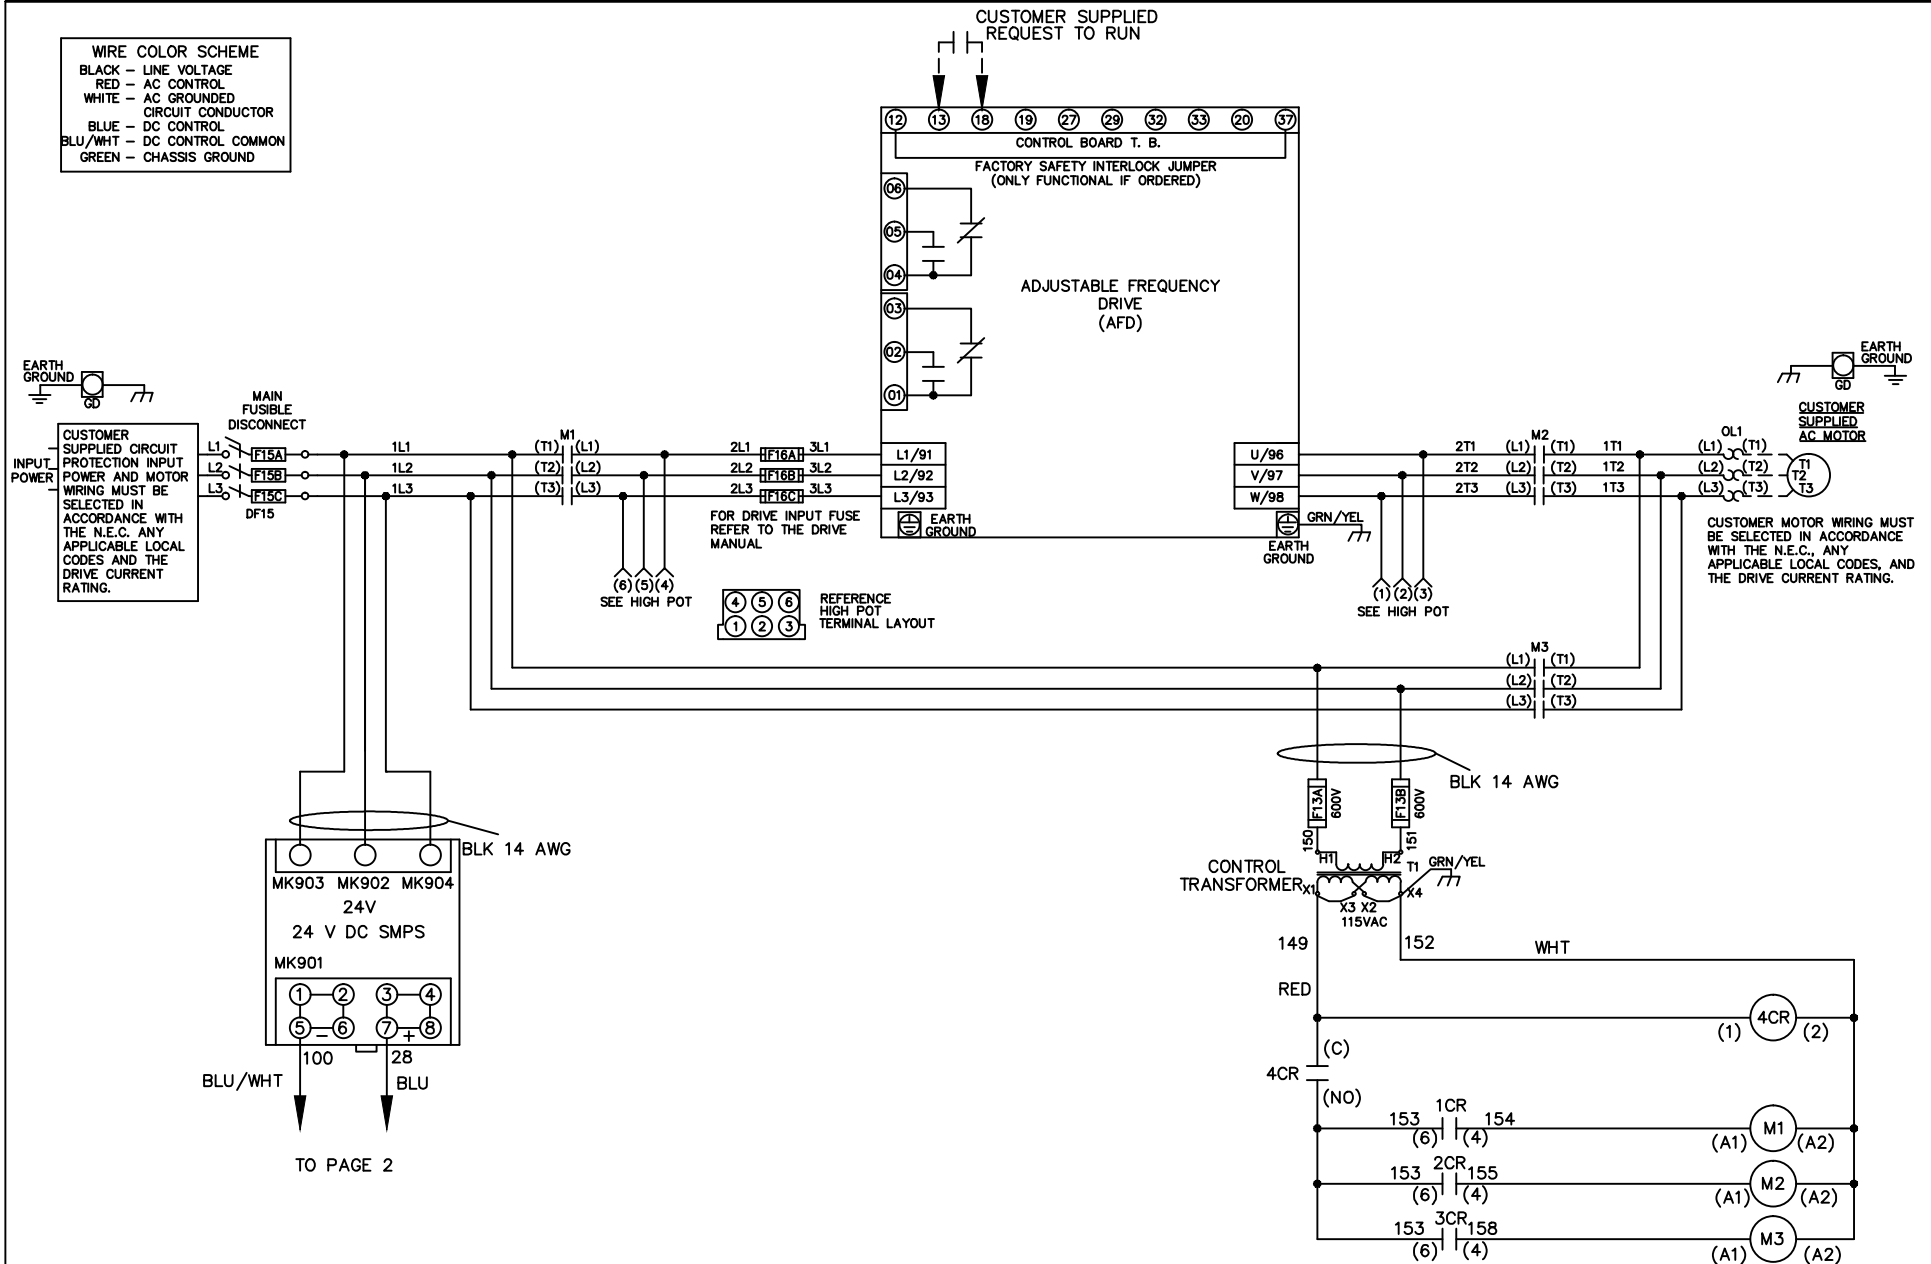 CUSTOMER SUPPLIED
REQUEST TO RUN
WIRE COLOR SCHEME
BLACK – LINE VOLTAGE
RED – AC CONTROL
WHITE – AC GROUNDED
CIRCUIT CONDUCTOR
BLUE – DC CONTROL
BLU/WHT – DC CONTROL COMMON
GREEN – CHASSIS GROUND
12 13 18 19 27 29 32 33 20 37
CONTROL BOARD T. B.
FACTORY SAFETY INTERLOCK JUMPER
(ONLY FUNCTIONAL IF ORDERED)
06
05
04
03
02
01
ADJUSTABLE FREQUENCY
DRIVE
(AFD)
EARTH
GROUND
GD
MAIN
FUSIBLE
DISCONNECT
INPUT
POWER
CUSTOMER
SUPPLIED CIRCUIT
PROTECTION INPUT
POWER AND MOTOR
WIRING MUST BE
SELECTED IN
ACCORDANCE WITH
THE N.E.C. ANY
APPLICABLE LOCAL
CODES AND THE
DRIVE CURRENT
RATING.
L1 F15A 1L1 (T1) M1 (L1) 2L1 F16A 3L1 L1/91
L2 F15B 1L2 (T2) (L2) 2L2 F16B 3L2 L2/92
L3 F15C 1L3 (T3) (L3) 2L3 F16C 3L3 L3/93
DF15
FOR DRIVE INPUT FUSE
REFER TO THE DRIVE
MANUAL
EARTH
GROUND
(6) (5) (4)
SEE HIGH POT
4 5 6
1 2 3
REFERENCE
HIGH POT
TERMINAL LAYOUT
U/96 2T1 (L1) M2 (T1) 1T1 (L1) OL1 (T1)
V/97 2T2 (L2) (T2) 1T2 (L2) (T2)
W/98 2T3 (L3) (T3) 1T3 (L3) (T3)
T1
T2
T3
GRN/YEL
EARTH
GROUND
(1) (2) (3)
SEE HIGH POT
EARTH
GROUND
GD
CUSTOMER
SUPPLIED
AC MOTOR
CUSTOMER MOTOR WIRING MUST
BE SELECTED IN ACCORDANCE
WITH THE N.E.C., ANY
APPLICABLE LOCAL CODES, AND
THE DRIVE CURRENT RATING.
M3
(L1) (T1)
(L2) (T2)
(L3) (T3)
BLK 14 AWG
F13A 600V F13B 600V
150 151
H1 H2 T1
GRN/YEL
CONTROL
TRANSFORMER
X1 X3 X2 X4
115VAC
149 152 WHT
RED
BLK 14 AWG
MK903 MK902 MK904
24V
24 V DC SMPS
MK901
1 2 3 4
5 – 6 7 + 8
100 28
BLU/WHT BLU
TO PAGE 2
(1) 4CR (2)
(C)
4CR
(NO)
153 1CR 154
(6) (4) (A1) M1 (A2)
153 2CR 155
(6) (4) (A1) M2 (A2)
153 3CR 158
(6) (4) (A1) M3 (A2)